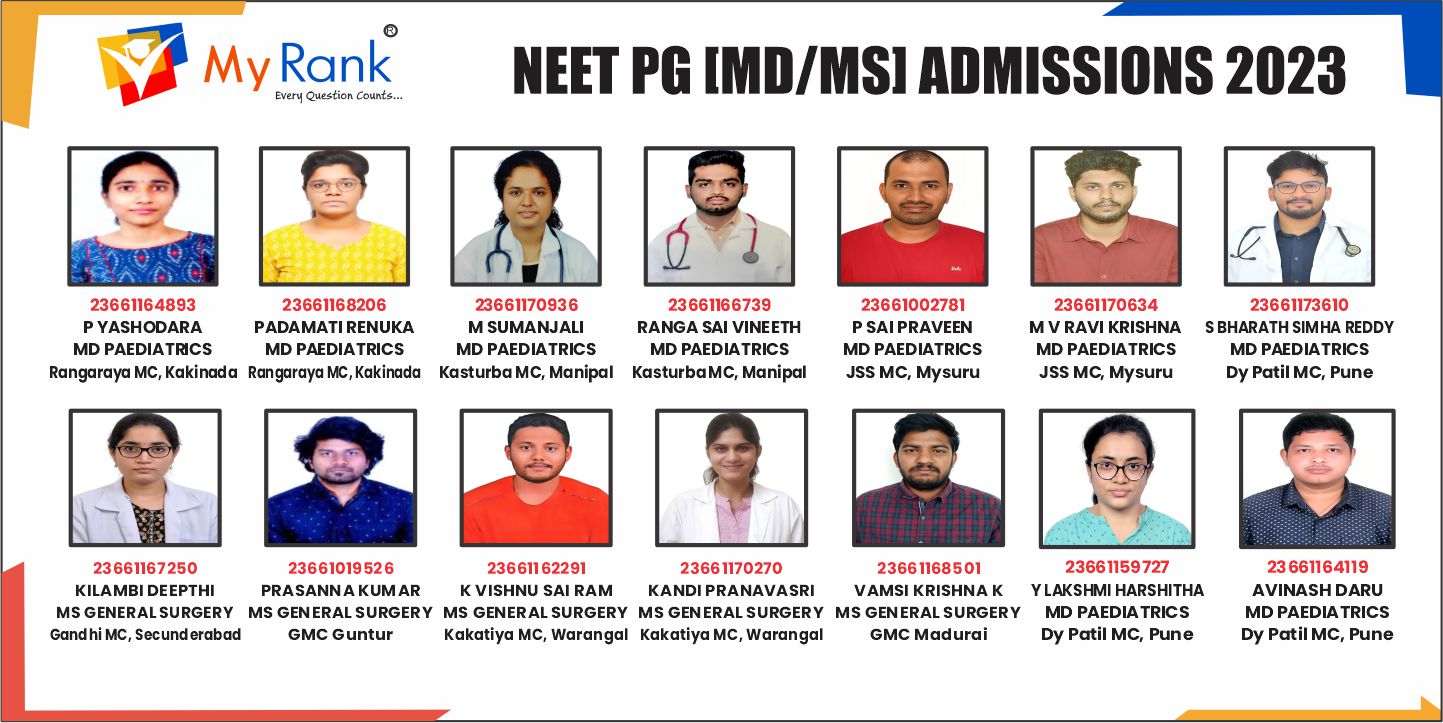 My Rank ®
Every Question Counts...
NEET PG [MD/MS] ADMISSIONS 2023
23661164893
P YASHODARA
MD PAEDIATRICS
Rangaraya MC, Kakinada
23661168206
PADAMATI RENUKA
MD PAEDIATRICS
Rangaraya MC, Kakinada
23661170936
M SUMANJALI
MD PAEDIATRICS
Kasturba MC, Manipal
23661166739
RANGA SAI VINEETH
MD PAEDIATRICS
Kasturba MC, Manipal
23661002781
P SAI PRAVEEN
MD PAEDIATRICS
JSS MC, Mysuru
23661170634
M V RAVI KRISHNA
MD PAEDIATRICS
JSS MC, Mysuru
23661173610
S BHARATH SIMHA REDDY
MD PAEDIATRICS
Dy Patil MC, Pune
23661167250
KILAMBI DEEPTHI
MS GENERAL SURGERY
Gandhi MC, Secunderabad
23661019526
PRASANNA KUMAR
MS GENERAL SURGERY
GMC Guntur
23661162291
K VISHNU SAI RAM
MS GENERAL SURGERY
Kakatiya MC, Warangal
23661170270
KANDI PRANAVASRI
MS GENERAL SURGERY
Kakatiya MC, Warangal
23661168501
VAMSI KRISHNA K
MS GENERAL SURGERY
GMC Madurai
23661159727
Y LAKSHMI HARSHITHA
MD PAEDIATRICS
Dy Patil MC, Pune
23661164119
AVINASH DARU
MD PAEDIATRICS
Dy Patil MC, Pune